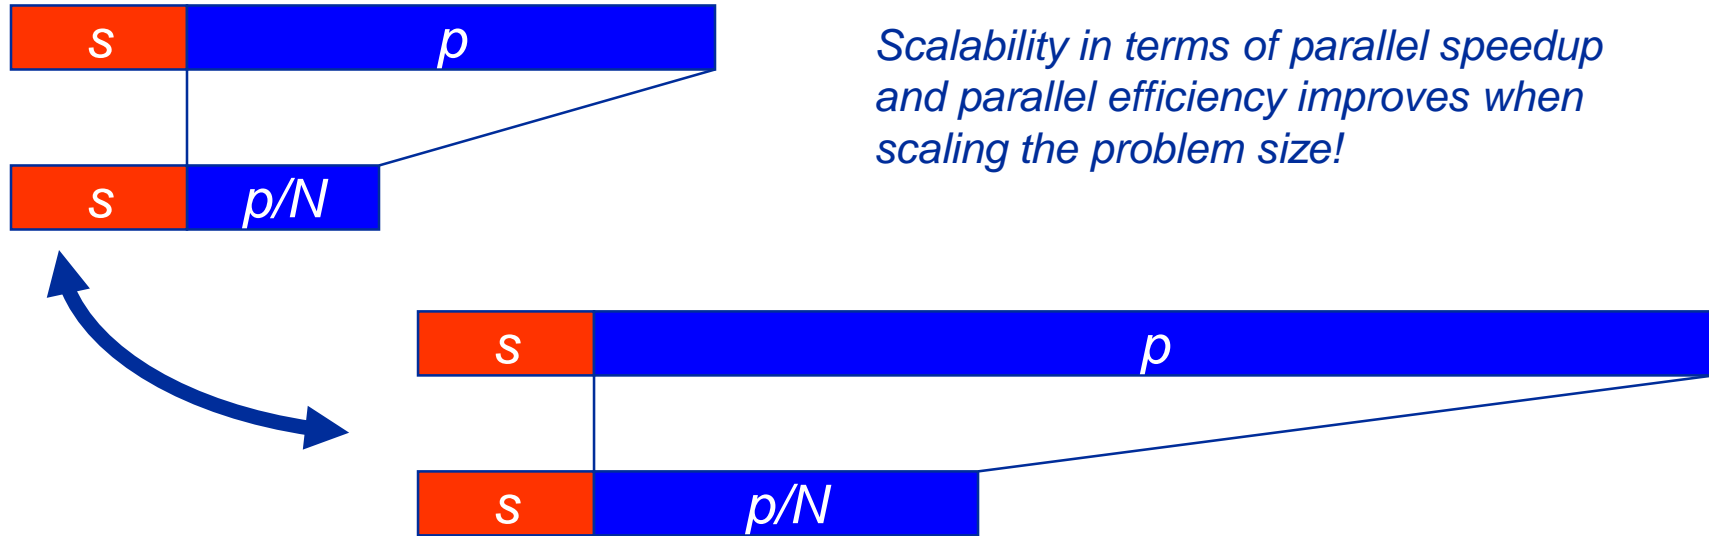 s p
Scalability in terms of parallel speedup
and parallel efficiency improves when
scaling the problem size!
s p/N
s p
s p/N